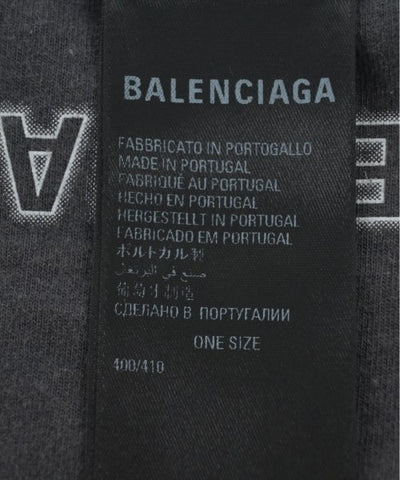 BALENCIAGA
FABBRICATO IN PORTOGALLO
MADE IN PORTUGAL
FABRIQUÉ AU PORTUGAL
HECHO EN PORTUGAL
HERGESTELLT IN PORTUGAL
FABRICADO EM PORTUGAL
ポルトガル製
صنع في البرتغال
葡萄牙制造
СДЕЛАНО В ПОРТУГАЛИИ
ONE SIZE
400/410
A
E